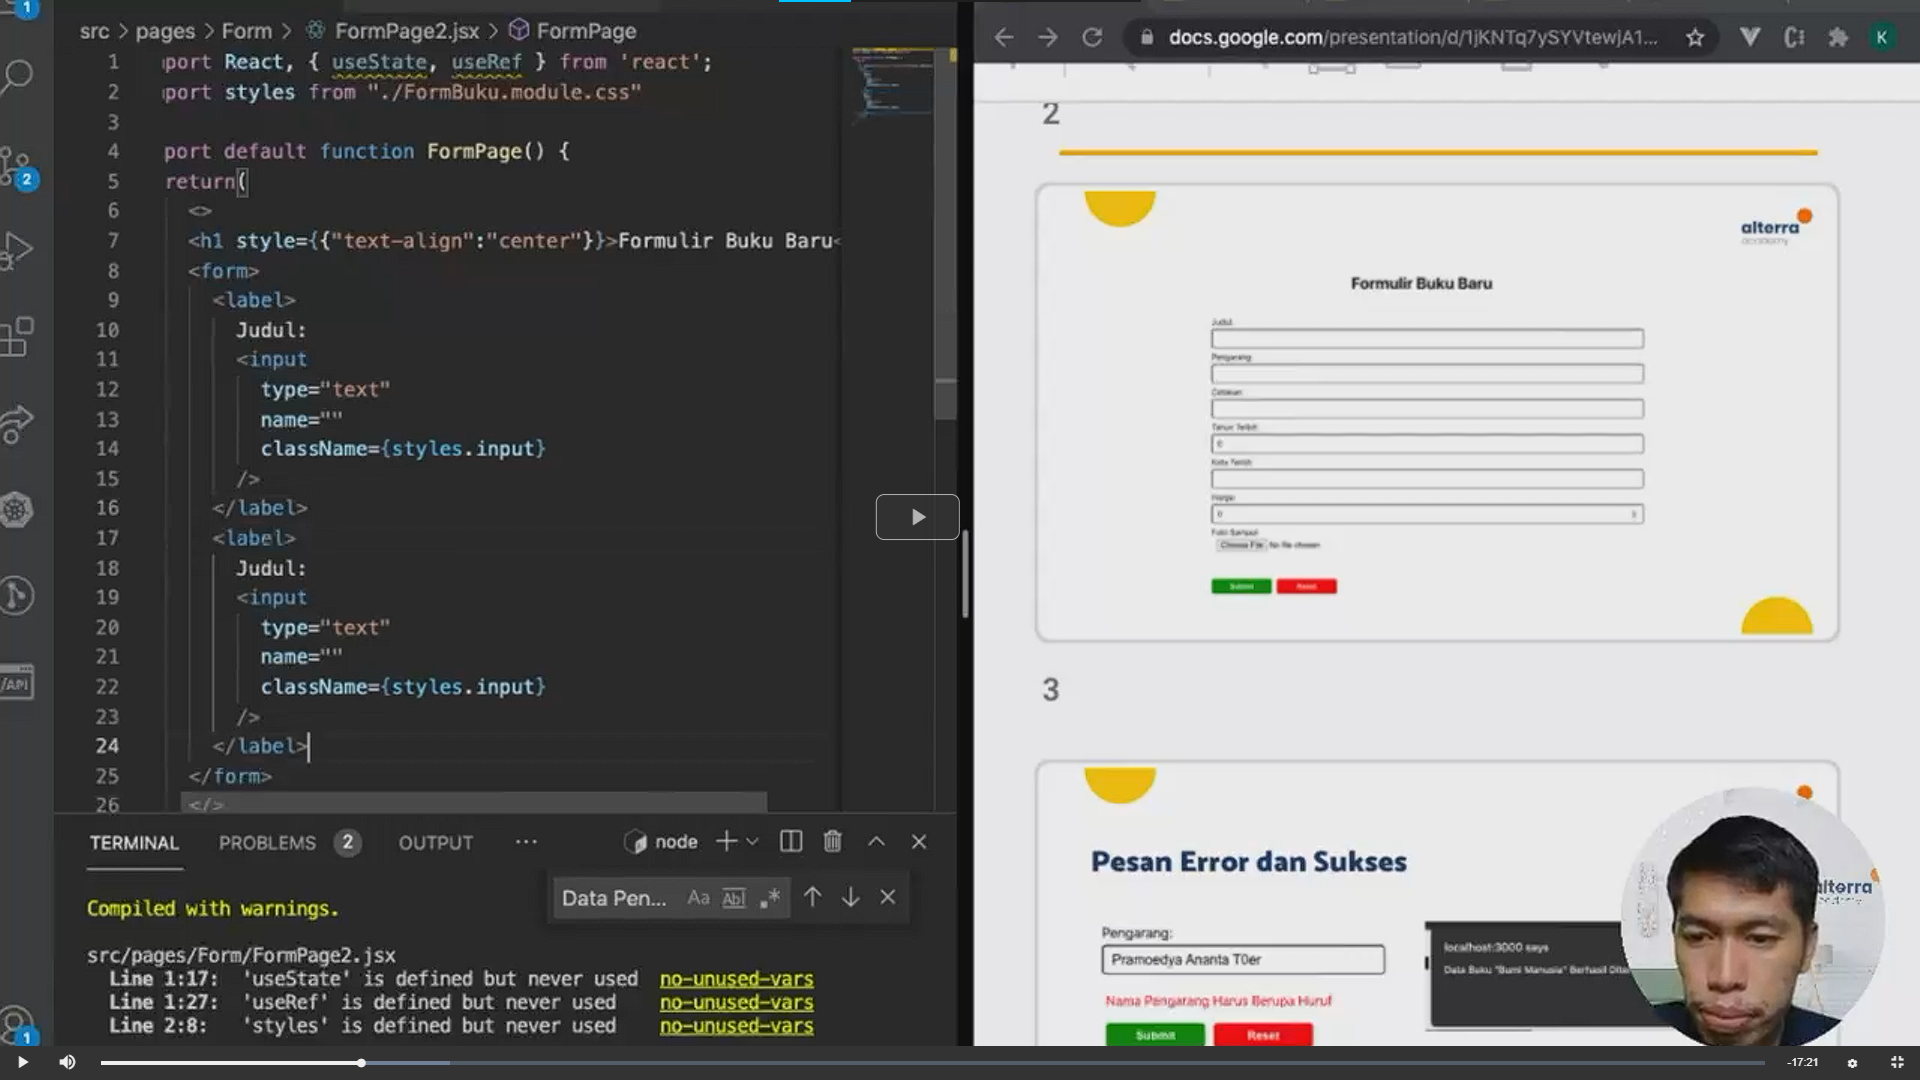 src > pages > Form > FormPage2.jsx > FormPage
1 port React, { useState, useRef } from 'react';
2 port styles from "./FormBuku.module.css"
3
4 port default function FormPage() {
5 return(
6 <>
7 <h1 style={{"text-align":"center"}}>Formulir Buku Baru<
8 <form>
9 <label>
10 Judul:
11 <input
12 type="text"
13 name=""
14 className={styles.input}
15 />
16 </label>
17 <label>
18 Judul:
19 <input
20 type="text"
21 name=""
22 className={styles.input}
23 />
24 </label>
25 </form>
26 </>
1
2
/API
1
TERMINAL PROBLEMS 2 OUTPUT ··· node
Data Pen... Aa Abl .*
Compiled with warnings.
src/pages/Form/FormPage2.jsx
Line 1:17: 'useState' is defined but never used no-unused-vars
Line 1:27: 'useRef' is defined but never used no-unused-vars
Line 2:8: 'styles' is defined but never used no-unused-vars
docs.google.com/presentation/d/1jKNTq7ySYVtewjA1... K
2
alterra
academy
Formulir Buku Baru
Judul:
Pengarang:
Cetakan:
Tahun Terbit:
0
Kota Terbit:
Harga:
0
Foto Sampul:
Choose File No file chosen
Submit Reset
3
Pesan Error dan Sukses
Pengarang:
Pramoedya Ananta T0er
Nama Pengarang Harus Berupa Huruf
Submit Reset
localhost:3000 says
Data Buku "Bumi Manusia" Berhasil
alterra
-17:21